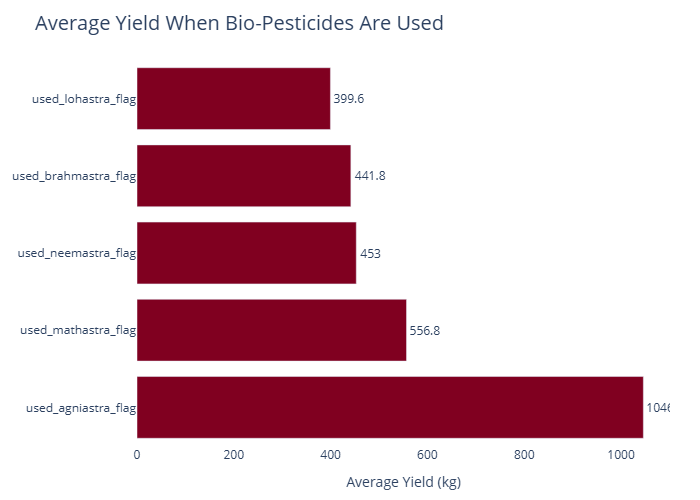 Average Yield When Bio-Pesticides Are Used
used_lohastra_flag 399.6
used_brahmastra_flag 441.8
used_neemastra_flag 453
used_mathastra_flag 556.8
used_agniastra_flag
0 200 400 600 800 1000
Average Yield (kg)